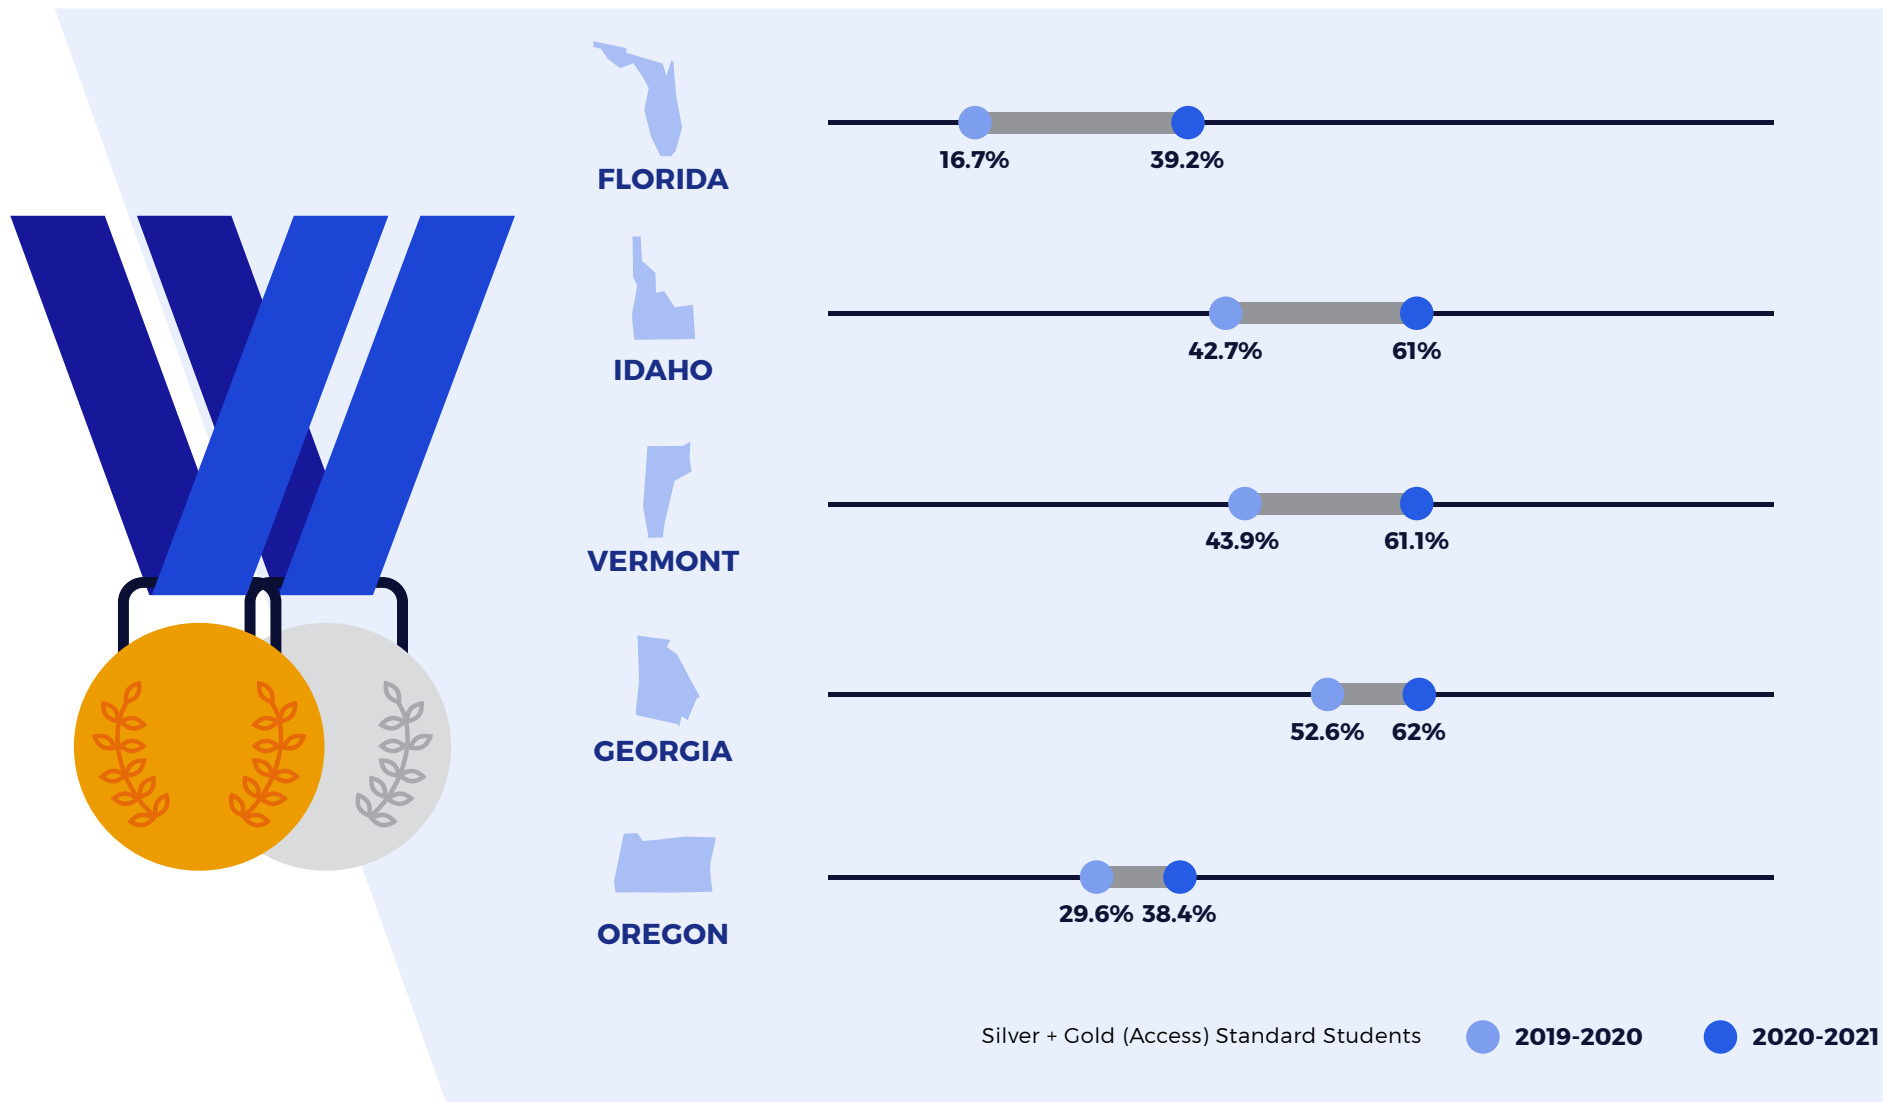 16.7% 39.2%
FLORIDA
42.7% 61%
IDAHO
43.9% 61.1%
VERMONT
52.6% 62%
GEORGIA
29.6% 38.4%
OREGON
Silver + Gold (Access) Standard Students 2019-2020 2020-2021